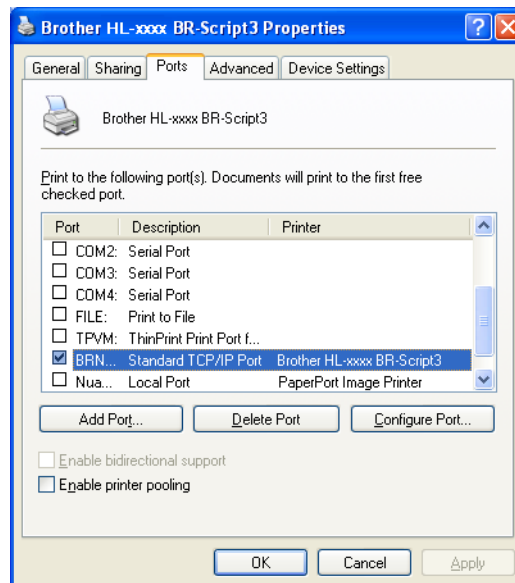 Brother HL-xxxx BR-Script3 Properties
General Sharing Ports Advanced Device Settings
Brother HL-xxxx BR-Script3
Print to the following port(s). Documents will print to the first free
checked port.
Port Description Printer
COM2: Serial Port
COM3: Serial Port
COM4: Serial Port
FILE: Print to File
TPVM: ThinPrint Print Port f...
BRN... Standard TCP/IP Port Brother HL-xxxx BR-Script3
Nua... Local Port PaperPort Image Printer
Add Port... Delete Port Configure Port...
Enable bidirectional support
Enable printer pooling
OK Cancel Apply